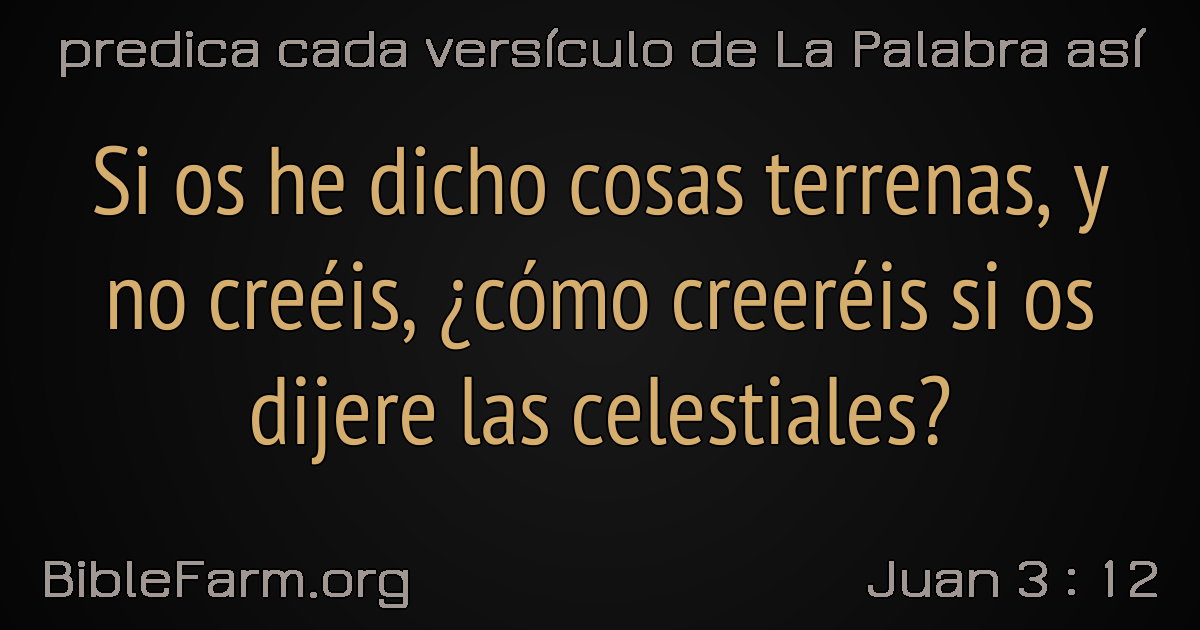 predica cada versículo de La Palabra así
Si os he dicho cosas terrenas, y
no creéis, ¿cómo creeréis si os
dijere las celestiales?
BibleFarm.org
Juan 3 : 12